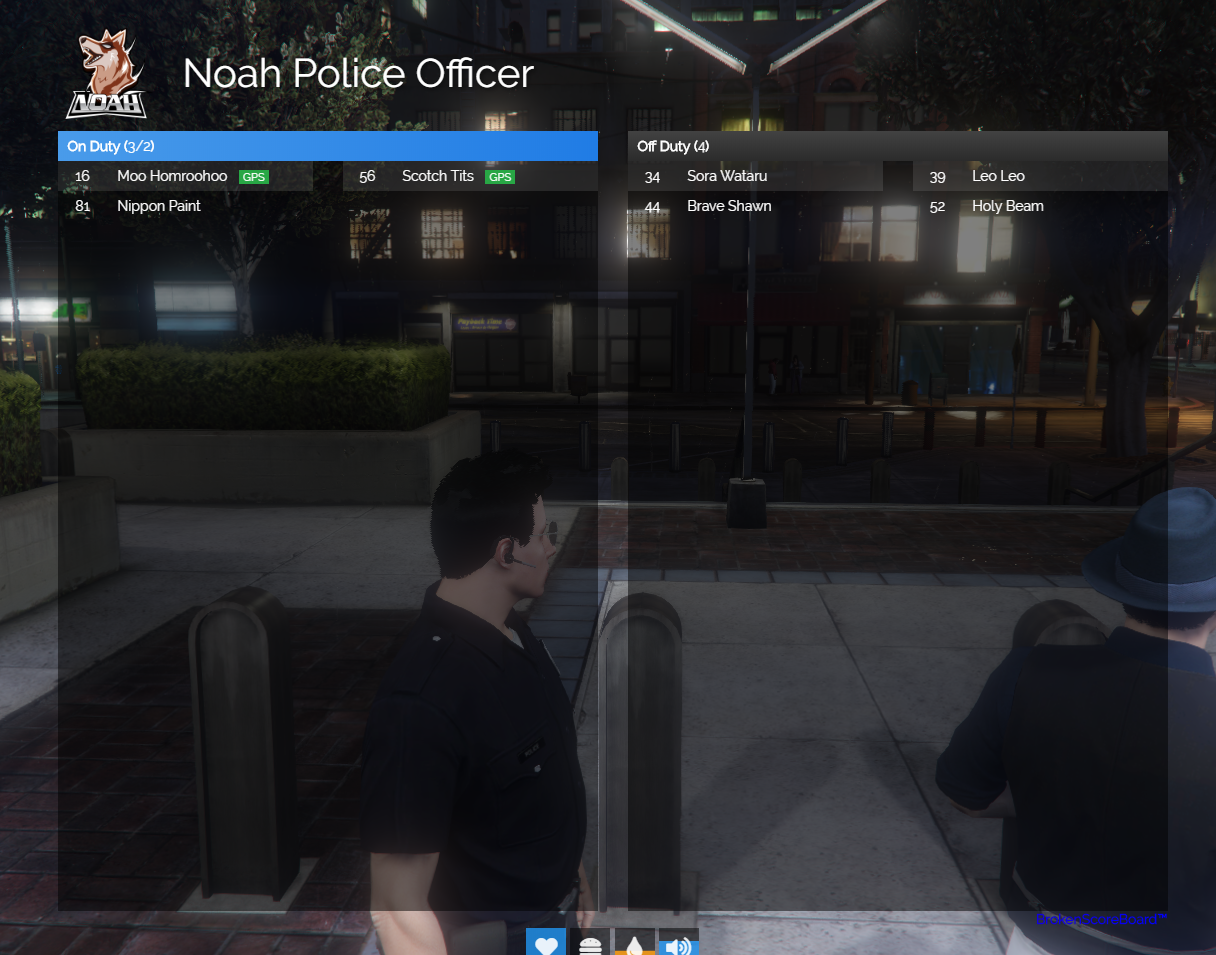 NOAH
Noah Police Officer
On Duty (3/2)
16 Moo Homroohoo GPS 56 Scotch Tits GPS
81 Nippon Paint
Off Duty (4)
34 Sora Wataru 39 Leo Leo
44 Brave Shawn 52 Holy Beam
BrokenScoreBoard™